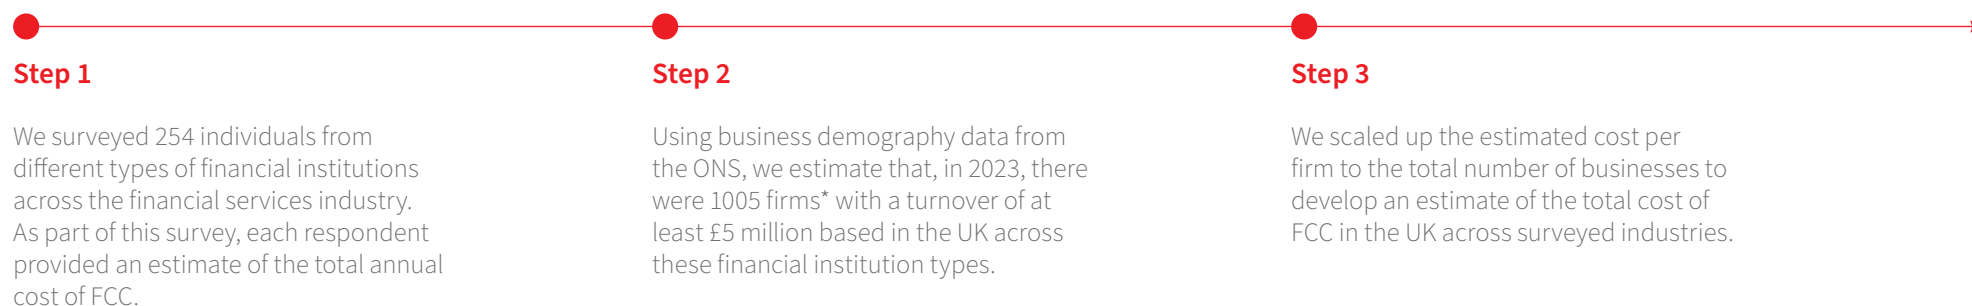 Step 1
We surveyed 254 individuals from
different types of financial institutions
across the financial services industry.
As part of this survey, each respondent
provided an estimate of the total annual
cost of FCC.
Step 2
Using business demography data from
the ONS, we estimate that, in 2023, there
were 1005 firms* with a turnover of at
least £5 million based in the UK across
these financial institution types.
Step 3
We scaled up the estimated cost per
firm to the total number of businesses to
develop an estimate of the total cost of
FCC in the UK across surveyed industries.